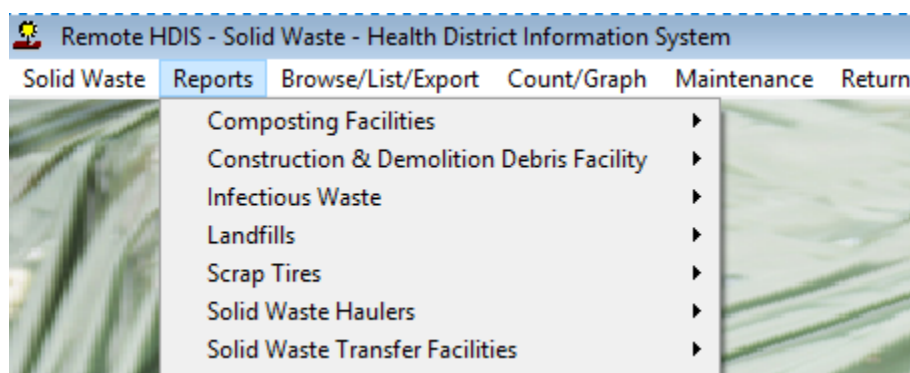 Remote HDIS - Solid Waste - Health District Information System
Solid Waste Reports Browse/List/Export Count/Graph Maintenance Return
Composting Facilities
Construction & Demolition Debris Facility
Infectious Waste
Landfills
Scrap Tires
Solid Waste Haulers
Solid Waste Transfer Facilities